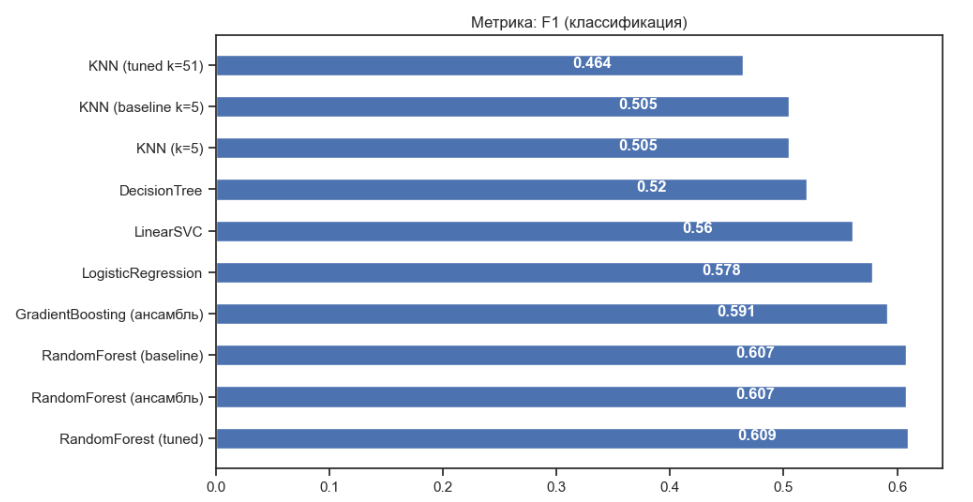 Метрика: F1 (классификация)
KNN (tuned k=51) 0.464
KNN (baseline k=5) 0.505
KNN (k=5) 0.505
DecisionTree 0.52
LinearSVC 0.56
LogisticRegression 0.578
GradientBoosting (ансамбль) 0.591
RandomForest (baseline) 0.607
RandomForest (ансамбль) 0.607
RandomForest (tuned) 0.609
0.0 0.1 0.2 0.3 0.4 0.5 0.6